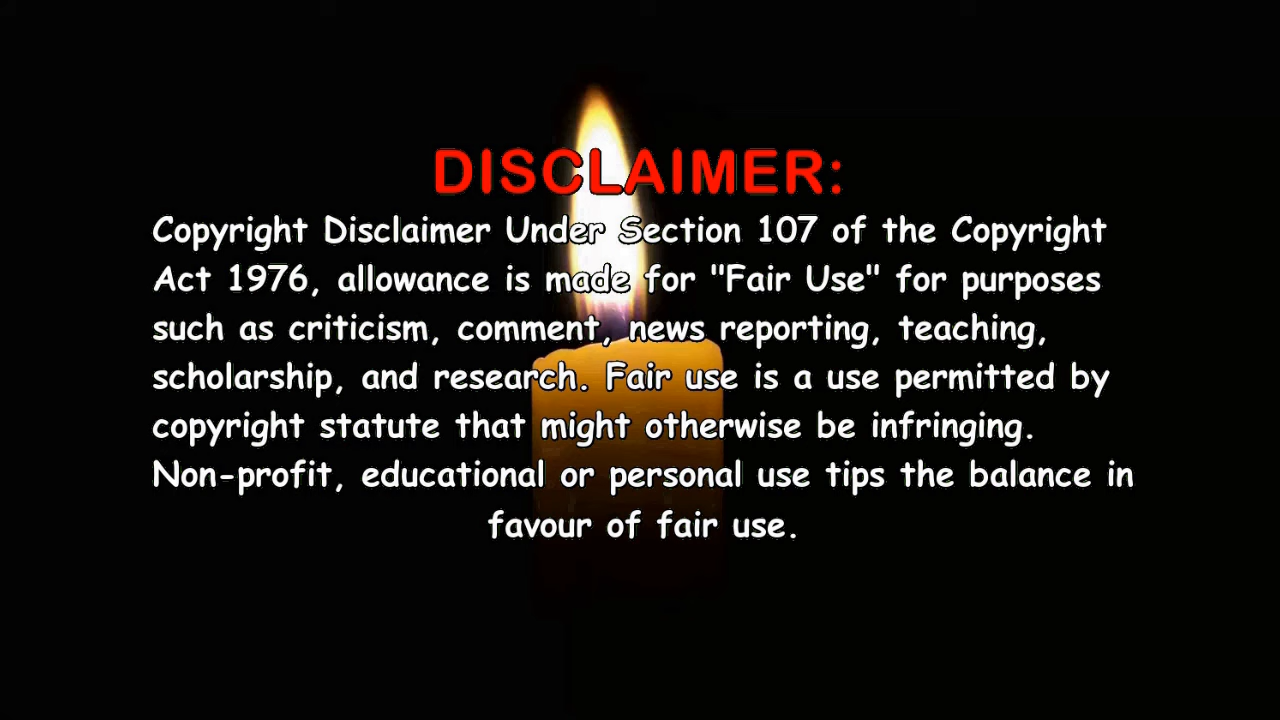 DISCLAIMER:
Copyright Disclaimer Under Section 107 of the Copyright
Act 1976, allowance is made for "Fair Use" for purposes
such as criticism, comment, news reporting, teaching,
scholarship, and research. Fair use is a use permitted by
copyright statute that might otherwise be infringing.
Non-profit, educational or personal use tips the balance in
favour of fair use.